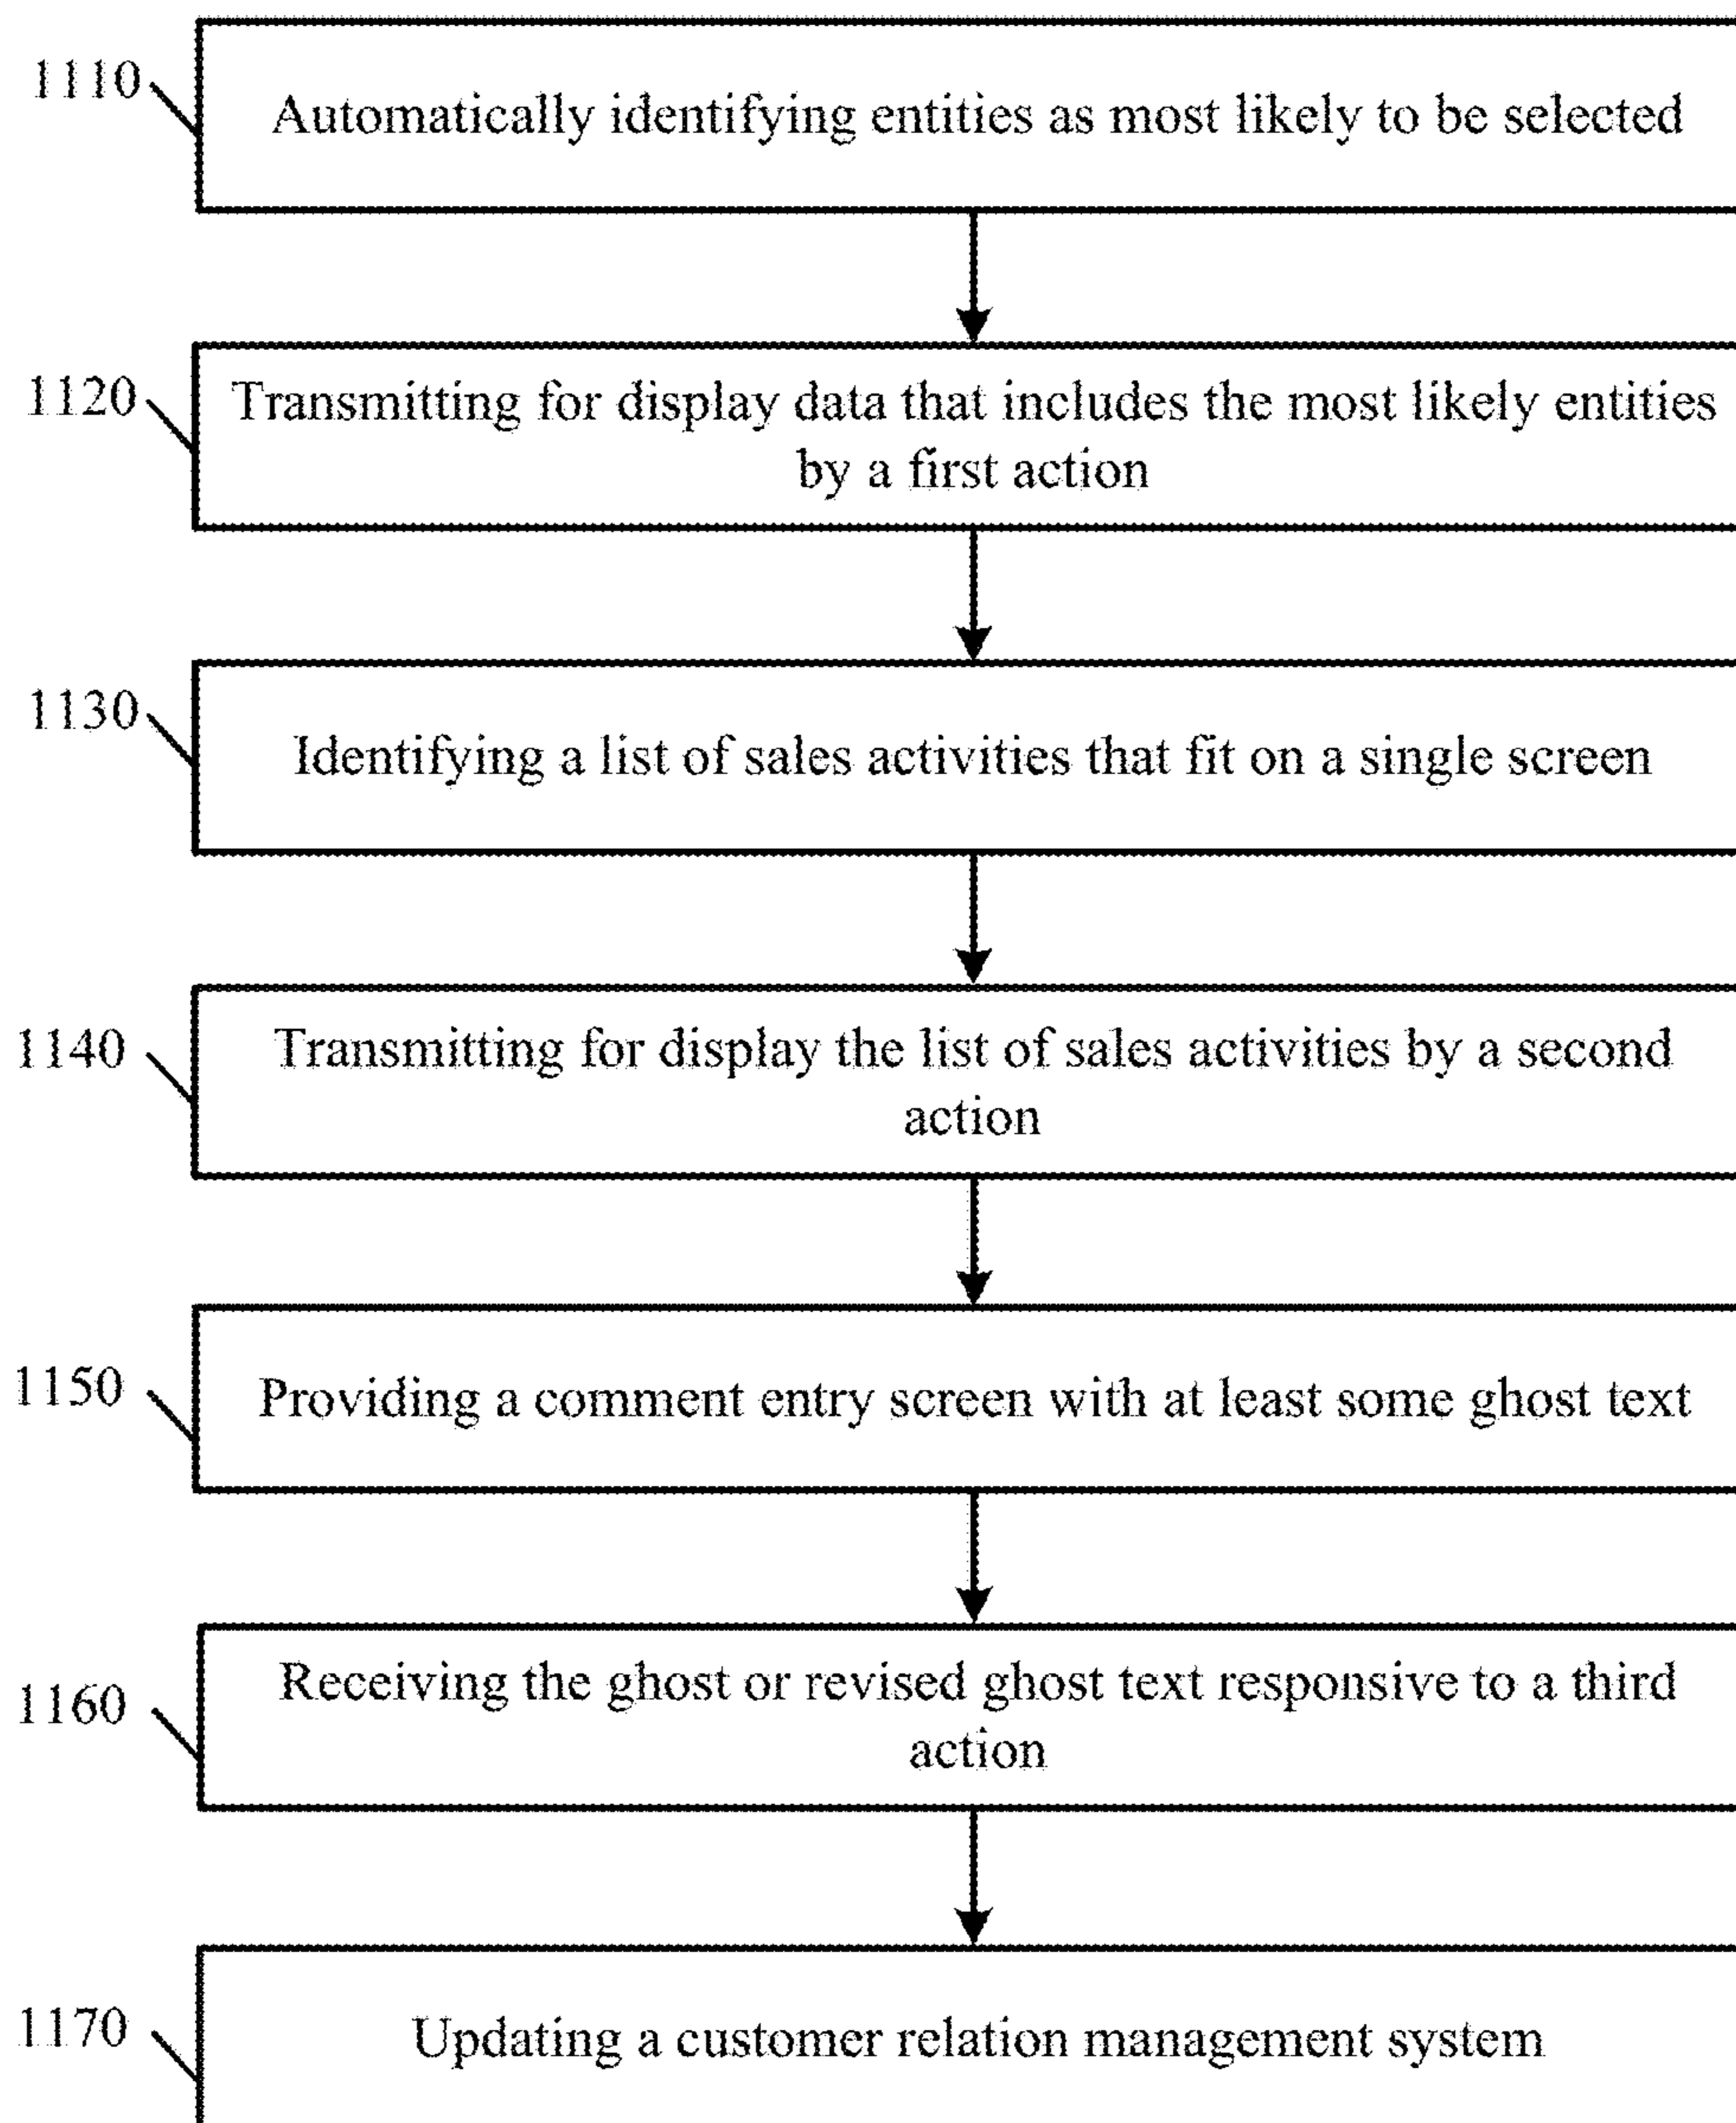 1110
Automatically identifying entities as most likely to be selected
1120
Transmitting for display data that includes the most likely entities
by a first action
1130
Identifying a list of sales activities that fit on a single screen
1140
Transmitting for display the list of sales activities by a second
action
1150
Providing a comment entry screen with at least some ghost text
1160
Receiving the ghost or revised ghost text responsive to a third
action
1170
Updating a customer relation management system